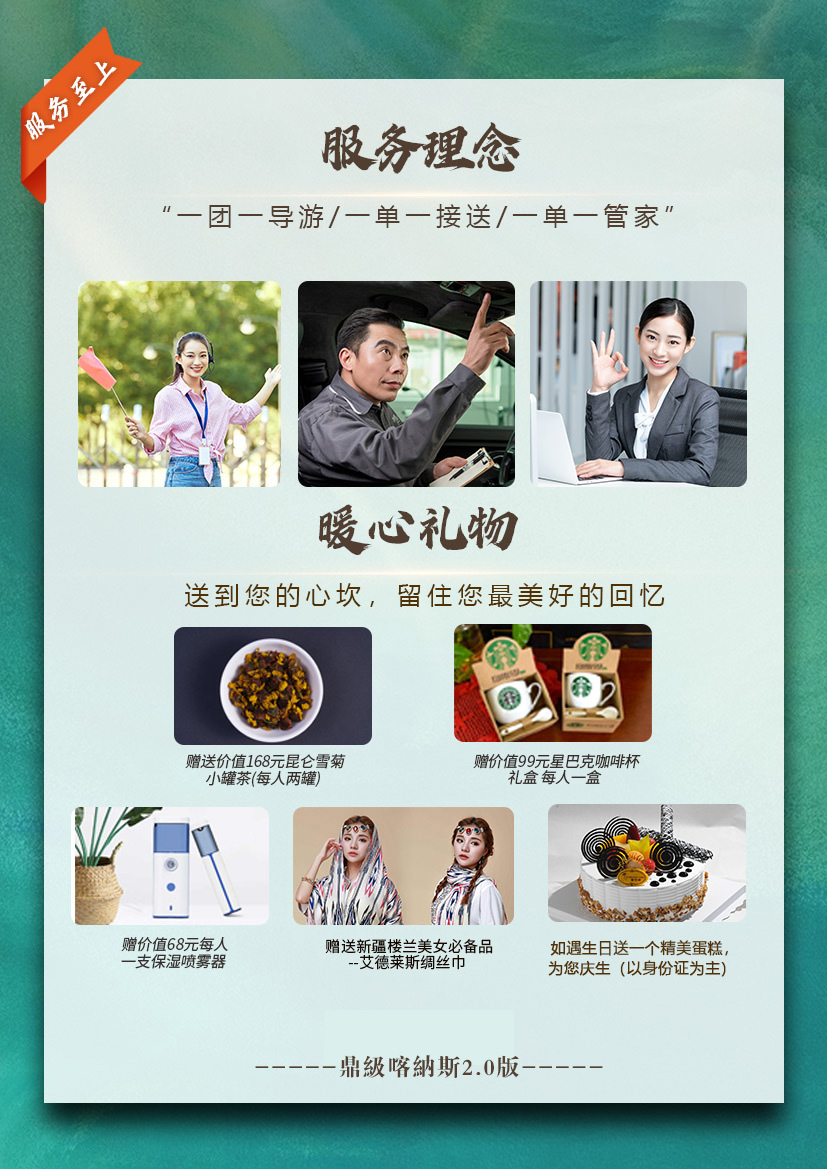 服务至上
服务理念
“一团一导游/一单一接送/一单一管家”
暖心礼物
送到您的心坎，留住您最美好的回忆
赠送价值168元昆仑雪菊
小罐茶(每人两罐)
赠价值99元星巴克咖啡杯
礼盒 每人一盒
赠价值68元每人
一支保湿喷雾器
赠送新疆楼兰美女必备品
--艾德莱斯绸丝巾
如遇生日送一个精美蛋糕，
为您庆生（以身份证为主）
-----鼎級喀納斯2.0版-----